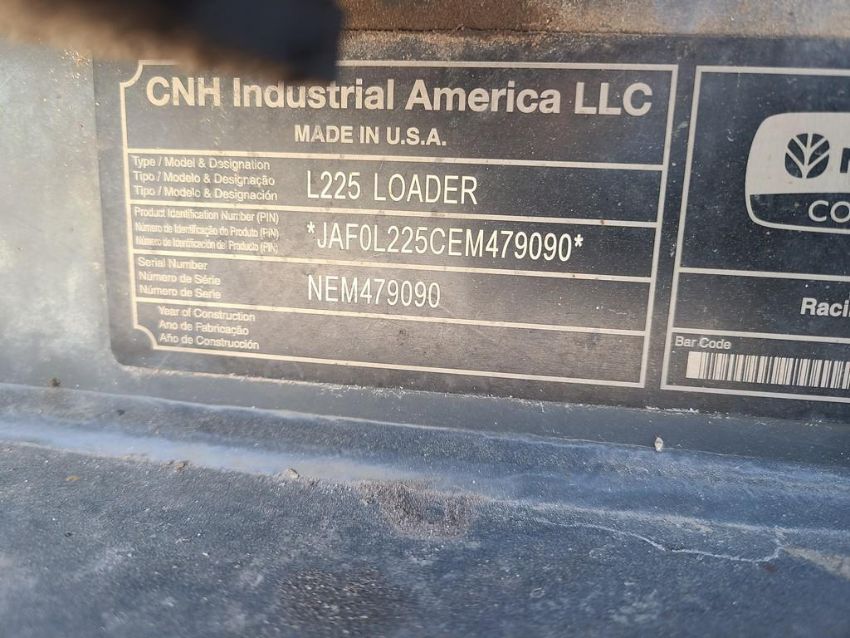 CNH Industrial America LLC
MADE IN U.S.A.
Type / Model & Designation
Tipo / Modelo & Designação
Tipo / Modelo & Designación
L225 LOADER
Product Identification Number (PIN)
Número de Identificação do Produto (PIN)
Número de Identificación de Producto (PIN)
*JAF0L225CEM479090*
Serial Number
Número de Série
Número de Serie
NEM479090
Year of Construction
Ano de Fabricação
Año de Construcción
CO
Raci
Bar Code